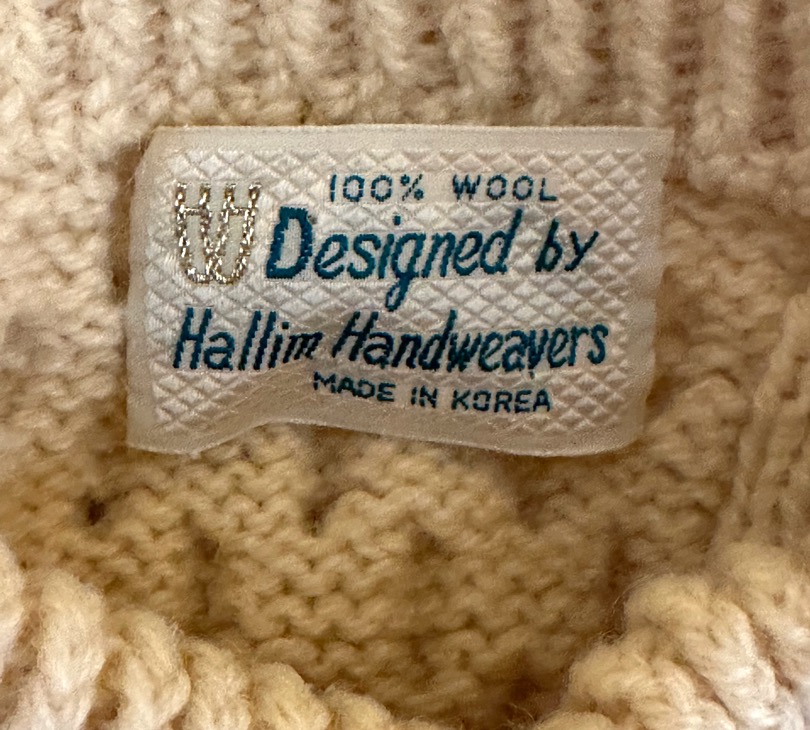 100% WOOL
Designed by
Hallim Handweavers
MADE IN KOREA